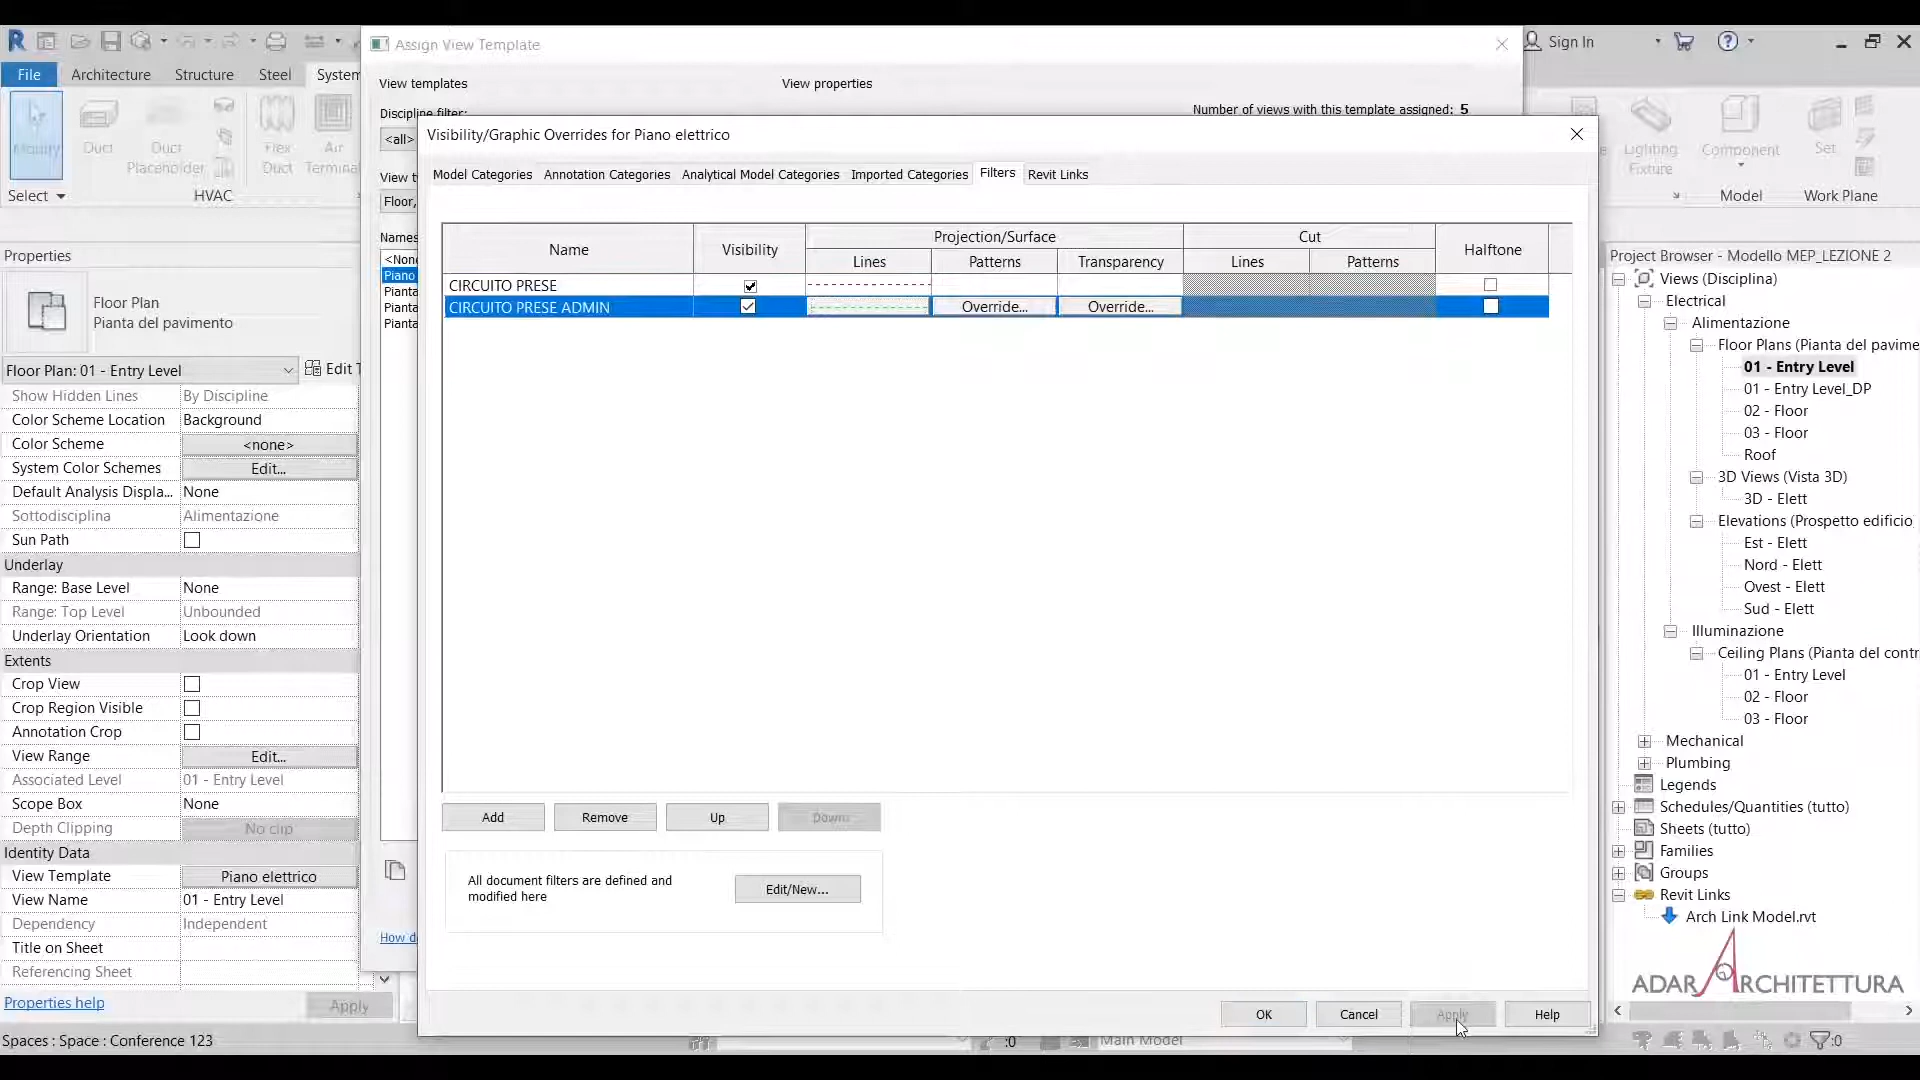 Assign View Template
Sign In
File
Architecture
Structure
Steel
System
View templates
View properties
Discipline filter:
Number of views with this template assigned: 5
<all>
Visibility/Graphic Overrides for Piano elettrico
Modify
Duct
Duct
Placeholder
Flex
Duct
Air
Terminal
Lighting
Fixture
Component
Set
Select
HVAC
Model
Work Plane
Model Categories
Annotation Categories
Analytical Model Categories
Imported Categories
Filters
Revit Links
View t
Floor,
Names
<None
Piano
Pianta
Pianta
Pianta
How d
Name
Visibility
Projection/Surface
Cut
Halftone
Lines
Patterns
Transparency
Lines
Patterns
CIRCUITO PRESE
CIRCUITO PRESE ADMIN
Override...
Override...
Add
Remove
Up
Down
All document filters are defined and
modified here
Edit/New...
OK
Cancel
Apply
Help
Properties
Floor Plan
Pianta del pavimento
Floor Plan: 01 - Entry Level
Edit T
Show Hidden Lines
By Discipline
Color Scheme Location
Background
Color Scheme
<none>
System Color Schemes
Edit...
Default Analysis Displa...
None
Sottodisciplina
Alimentazione
Sun Path
Underlay
Range: Base Level
None
Range: Top Level
Unbounded
Underlay Orientation
Look down
Extents
Crop View
Crop Region Visible
Annotation Crop
View Range
Edit...
Associated Level
01 - Entry Level
Scope Box
None
Depth Clipping
No clip
Identity Data
View Template
Piano elettrico
View Name
01 - Entry Level
Dependency
Independent
Title on Sheet
Referencing Sheet
Properties help
Apply
Project Browser - Modello MEP_LEZIONE 2
Views (Disciplina)
Electrical
Alimentazione
Floor Plans (Pianta del pavime
01 - Entry Level
01 - Entry Level_DP
02 - Floor
03 - Floor
Roof
3D Views (Vista 3D)
3D - Elett
Elevations (Prospetto edificio
Est - Elett
Nord - Elett
Ovest - Elett
Sud - Elett
Illuminazione
Ceiling Plans (Pianta del contr
01 - Entry Level
02 - Floor
03 - Floor
Mechanical
Plumbing
Legends
Schedules/Quantities (tutto)
Sheets (tutto)
Families
Groups
Revit Links
Arch Link Model.rvt
ADARARCHITETTURA
Spaces : Space : Conference 123
:0
Main Model
:0